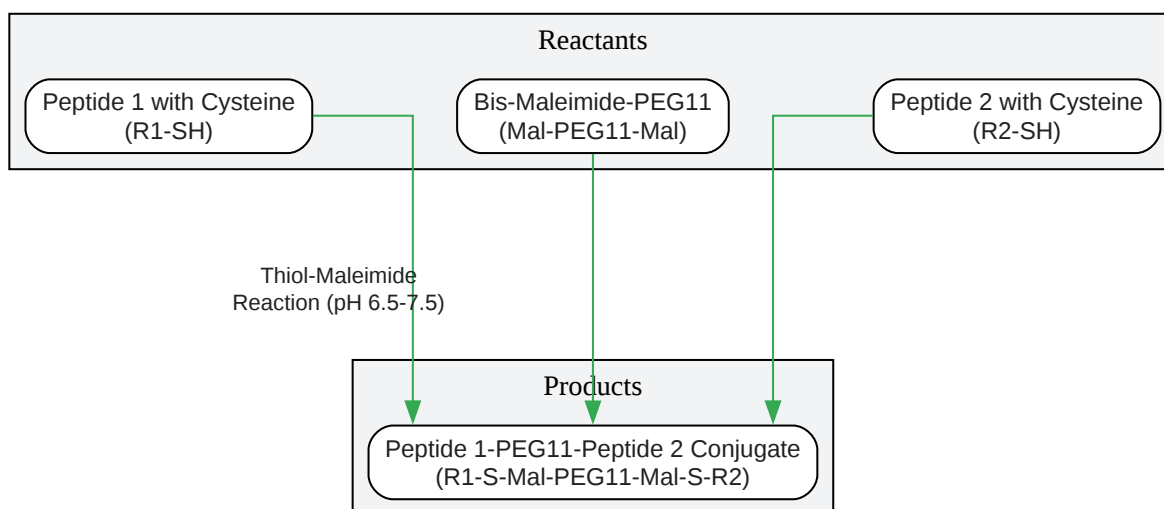 Reactants
Peptide 1 with Cysteine
(R1-SH)
Bis-Maleimide-PEG11
(Mal-PEG11-Mal)
Peptide 2 with Cysteine
(R2-SH)
Thiol-Maleimide
Reaction (pH 6.5-7.5)
Products
Peptide 1-PEG11-Peptide 2 Conjugate
(R1-S-Mal-PEG11-Mal-S-R2)